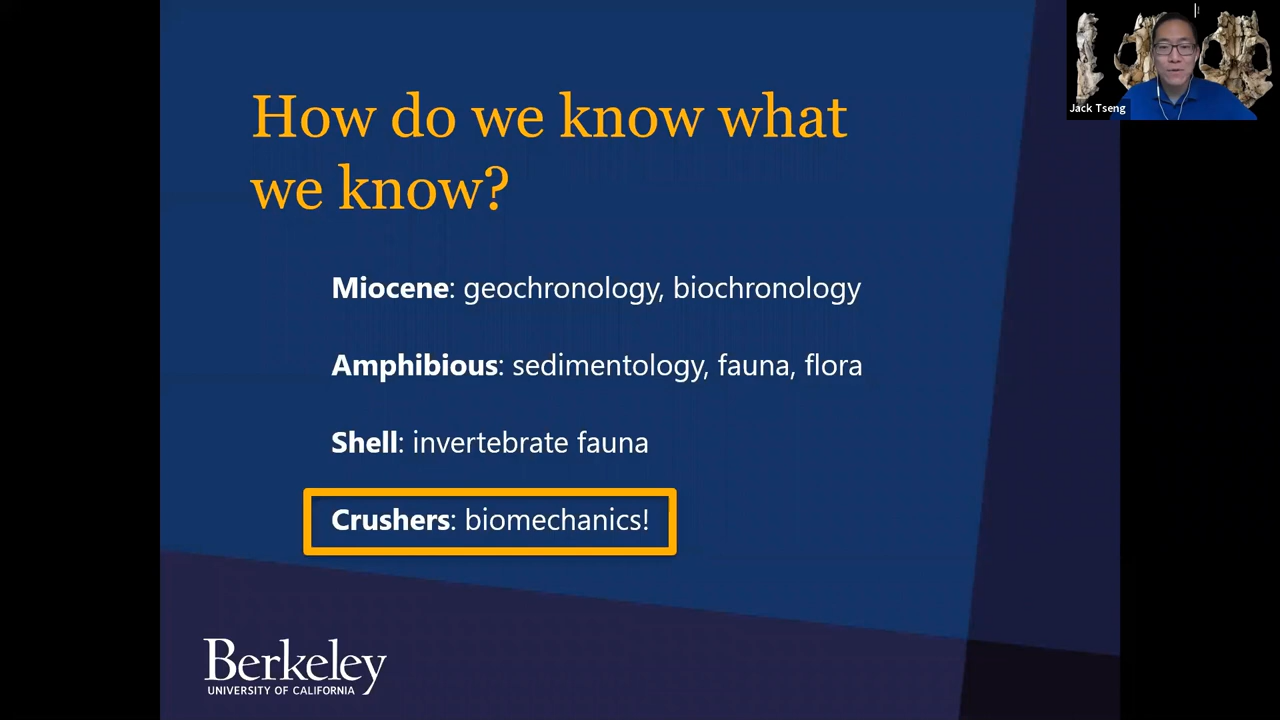 How do we know what
we know?
Miocene: geochronology, biochronology
Amphibious: sedimentology, fauna, flora
Shell: invertebrate fauna
Crushers: biomechanics!
Berkeley
UNIVERSITY OF CALIFORNIA
Jack Tseng